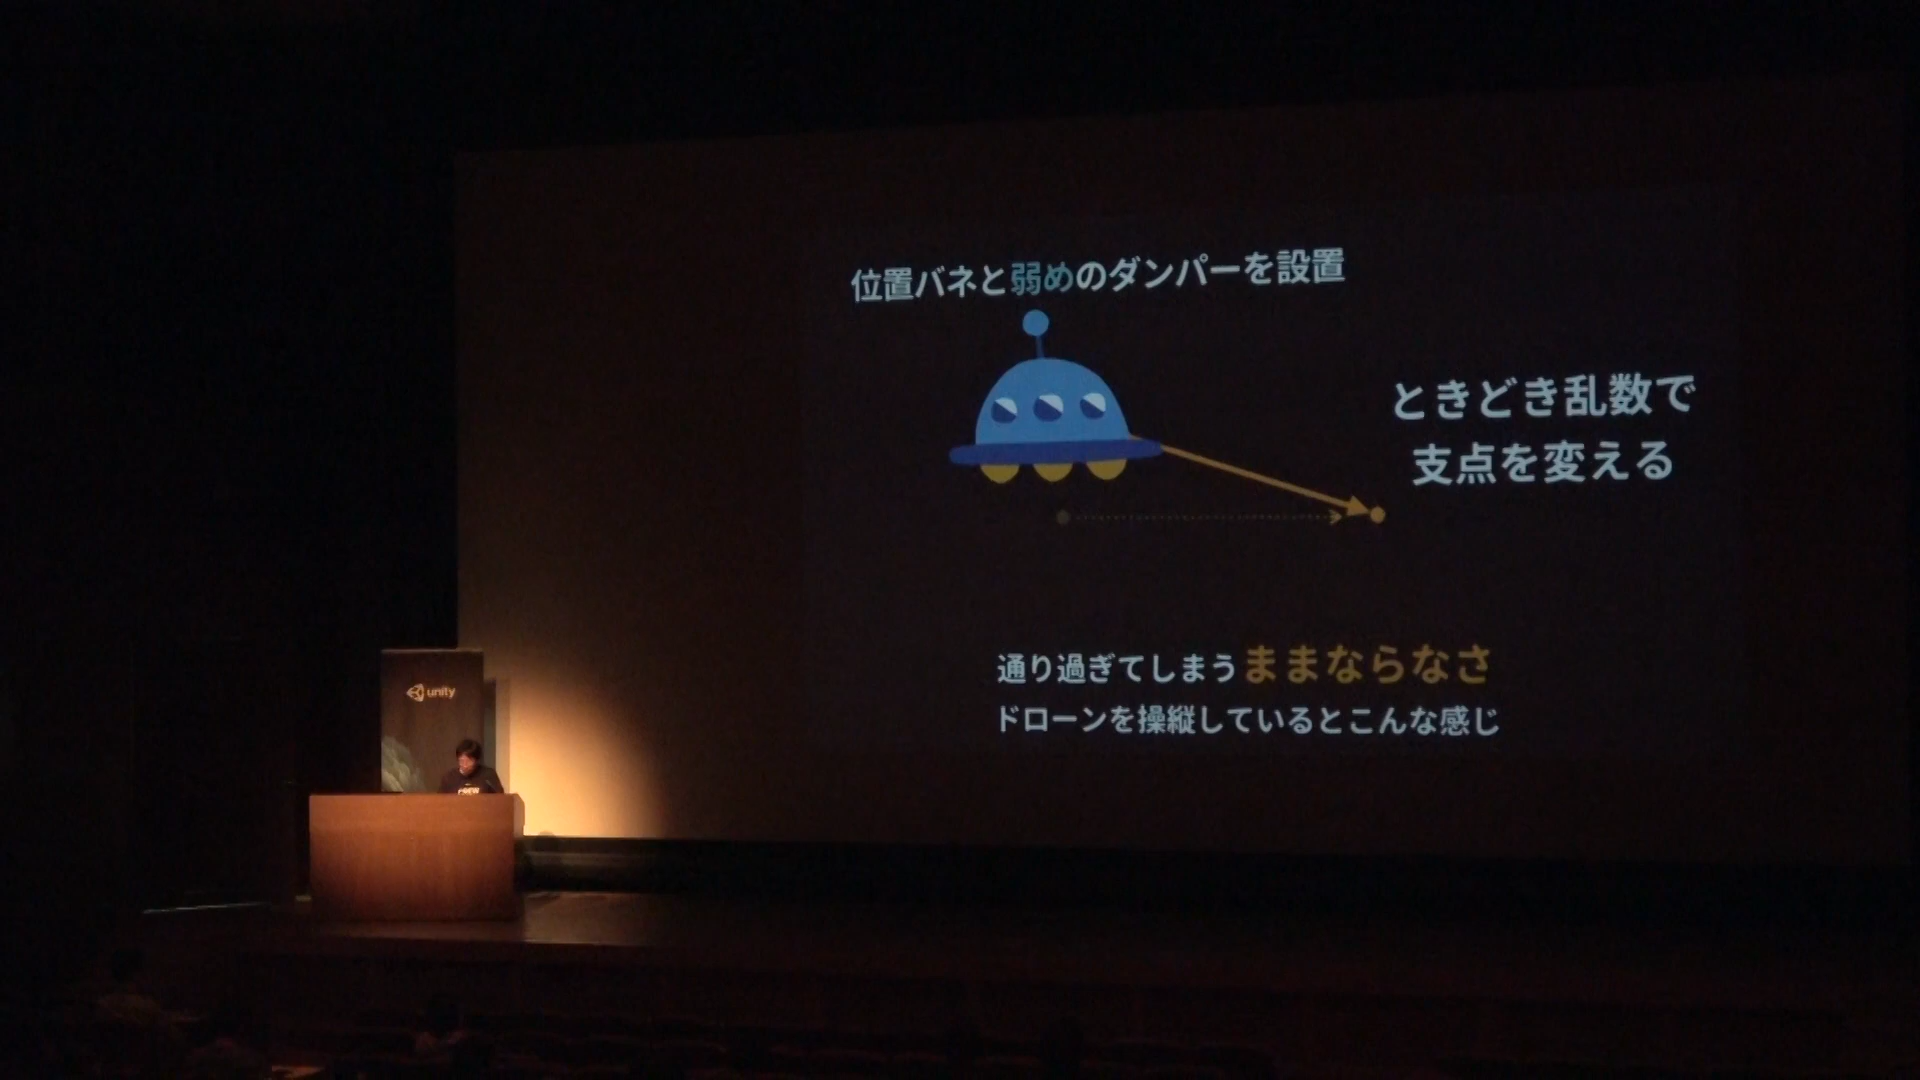 位置バネと弱めのダンパーを設置
ときどき乱数で
支点を変える
通り過ぎてしまうままならなさ
ドローンを操縦しているとこんな感じ
unity
CREW